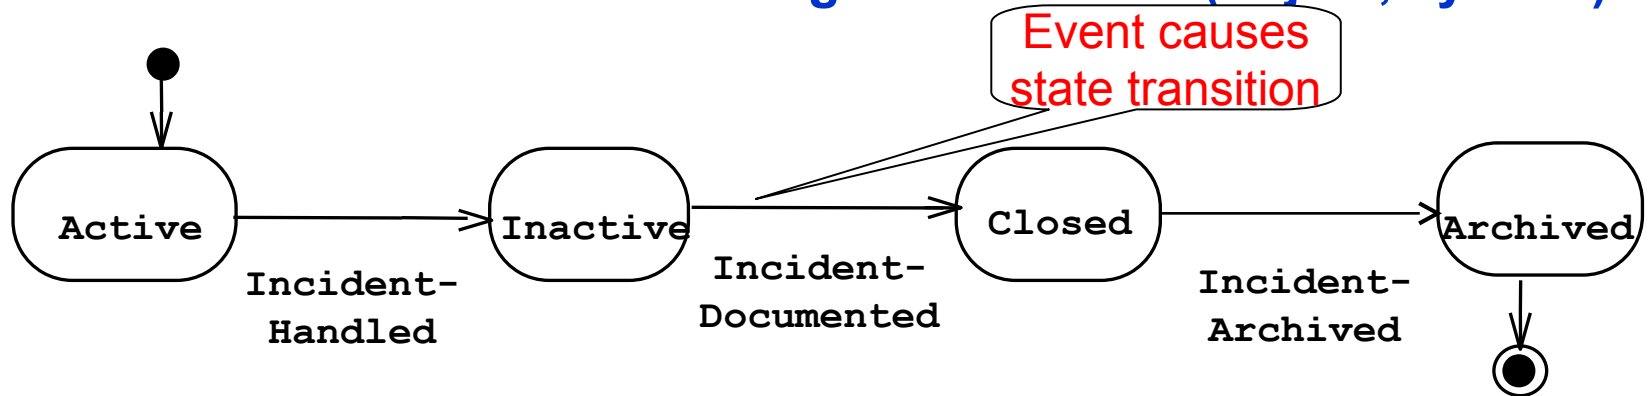 Event causes
state transition
Active
Inactive
Closed
Archived
Incident-
Handled
Incident-
Documented
Incident-
Archived